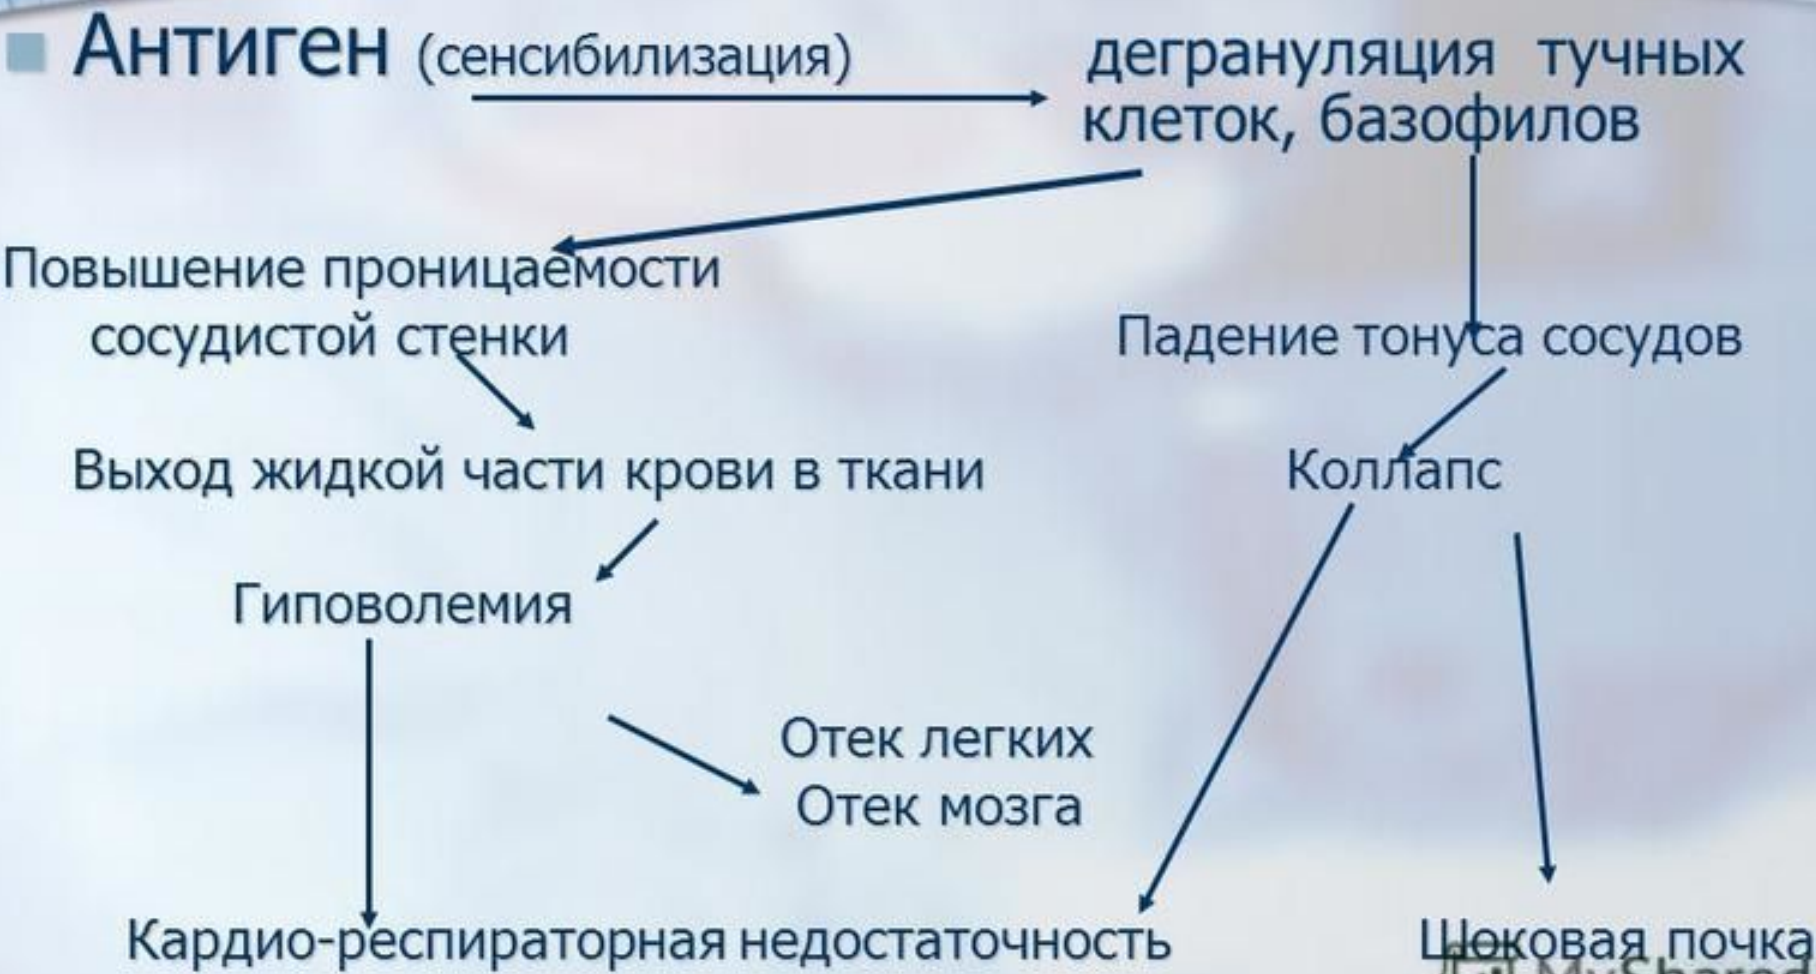 Антиген (сенсибилизация) дегрануляция тучных
клеток, базофилов
Повышение проницаемости
сосудистой стенки
Падение тонуса сосудов
Выход жидкой части крови в ткани
Коллапс
Гиповолемия
Отек легких
Отек мозга
Кардио-респираторная недостаточность
Шоковая почка